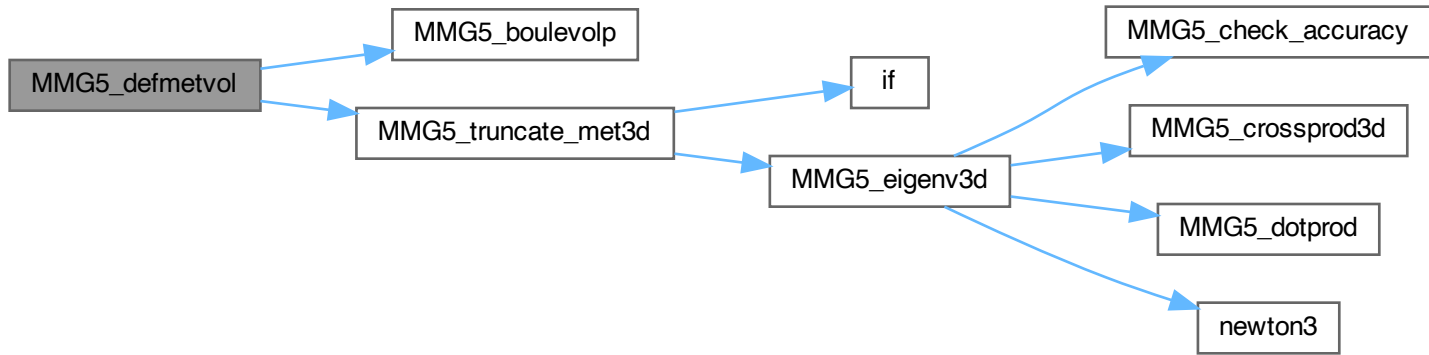 MMG5_defmetvol
MMG5_boulevolp
MMG5_truncate_met3d
if
MMG5_eigenv3d
MMG5_check_accuracy
MMG5_crossprod3d
MMG5_dotprod
newton3